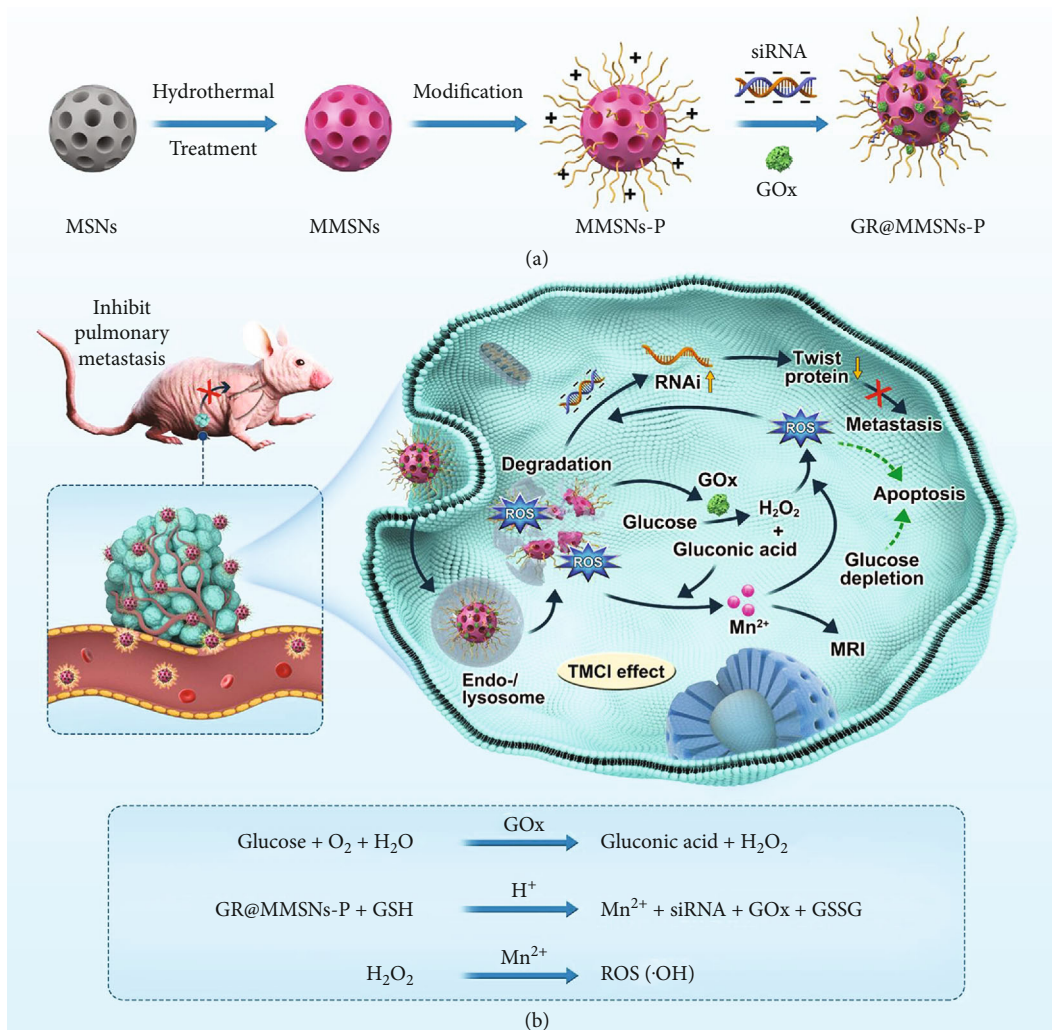 Hydrothermal
Treatment
Modification
siRNA
GOx
+ + + + + + + +
− − − −
− − −
MSNs
MMSNs
MMSNs-P
GR@MMSNs-P
(a)
Inhibit
pulmonary
metastasis
RNAi
Twist
protein
Metastasis
ROS
Degradation
ROS
ROS
GOx
Glucose
H₂O₂
+
Gluconic acid
Apoptosis
Glucose
depletion
Mn²⁺
MRI
Endo-/
lysosome
TMCI effect
Glucose + O₂ + H₂O
GOx
Gluconic acid + H₂O₂
GR@MMSNs-P + GSH
H⁺
Mn²⁺ + siRNA + GOx + GSSG
H₂O₂
Mn²⁺
ROS (·OH)
(b)